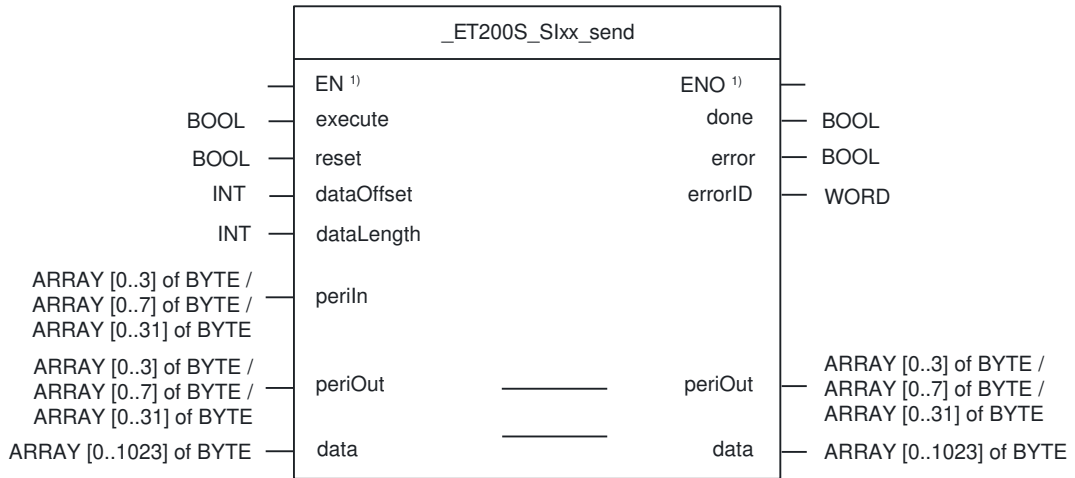 _ET200S_SIxx_send
EN 1) ENO 1)
BOOL execute done BOOL
BOOL reset error BOOL
INT dataOffset errorID WORD
INT dataLength
ARRAY [0..3] of BYTE /
ARRAY [0..7] of BYTE /
ARRAY [0..31] of BYTE
periIn
ARRAY [0..3] of BYTE /
ARRAY [0..7] of BYTE /
ARRAY [0..31] of BYTE
periOut periOut
ARRAY [0..3] of BYTE /
ARRAY [0..7] of BYTE /
ARRAY [0..31] of BYTE
ARRAY [0..1023] of BYTE data data ARRAY [0..1023] of BYTE